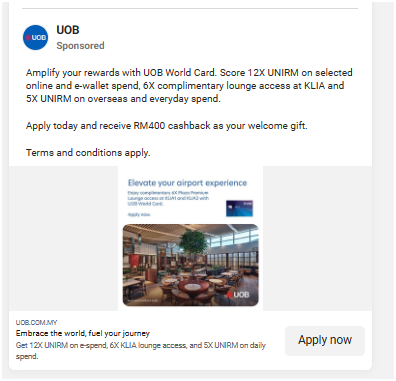 UOB
UOB
Sponsored
Amplify your rewards with UOB World Card. Score 12X UNIRM on selected
online and e-wallet spend, 6X complimentary lounge access at KLIA and
5X UNIRM on overseas and everyday spend.
Apply today and receive RM400 cashback as your welcome gift.
Terms and conditions apply.
Elevate your airport experience
Enjoy complimentary 6X Plaza Premium
Lounge access at KLIA1 and KLIA2 with
UOB World Card.
Apply now
UOB
UOB.COM.MY
Embrace the world, fuel your journey
Get 12X UNIRM on e-spend, 6X KLIA lounge access, and 5X UNIRM on daily
spend.
Apply now